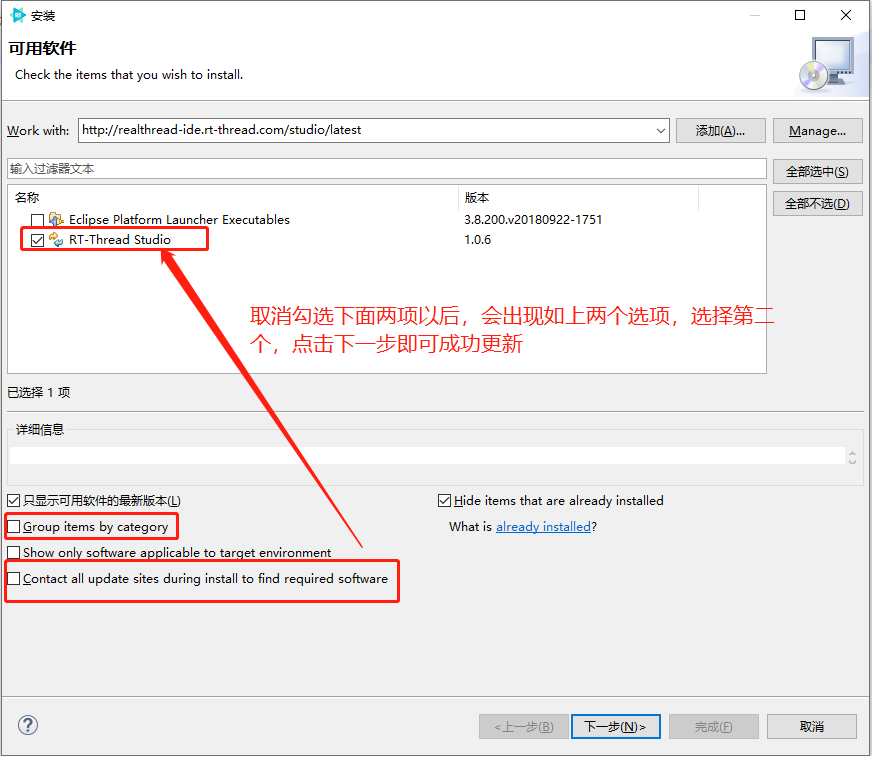 安装
可用软件
Check the items that you wish to install.
Work with: http://realthread-ide.rt-thread.com/studio/latest 添加(A)... Manage...
输入过滤器文本 全部选中(S)
名称 版本 全部不选(D)
Eclipse Platform Launcher Executables 3.8.200.v20180922-1751
RT-Thread Studio 1.0.6
取消勾选下面两项以后，会出现如上两个选项，选择第二
个，点击下一步即可成功更新
已选择 1 项
详细信息
只显示可用软件的最新版本(L) Hide items that are already installed
Group items by category What is already installed?
Show only software applicable to target environment
Contact all update sites during install to find required software
<上一步(B) 下一步(N)> 完成(F) 取消